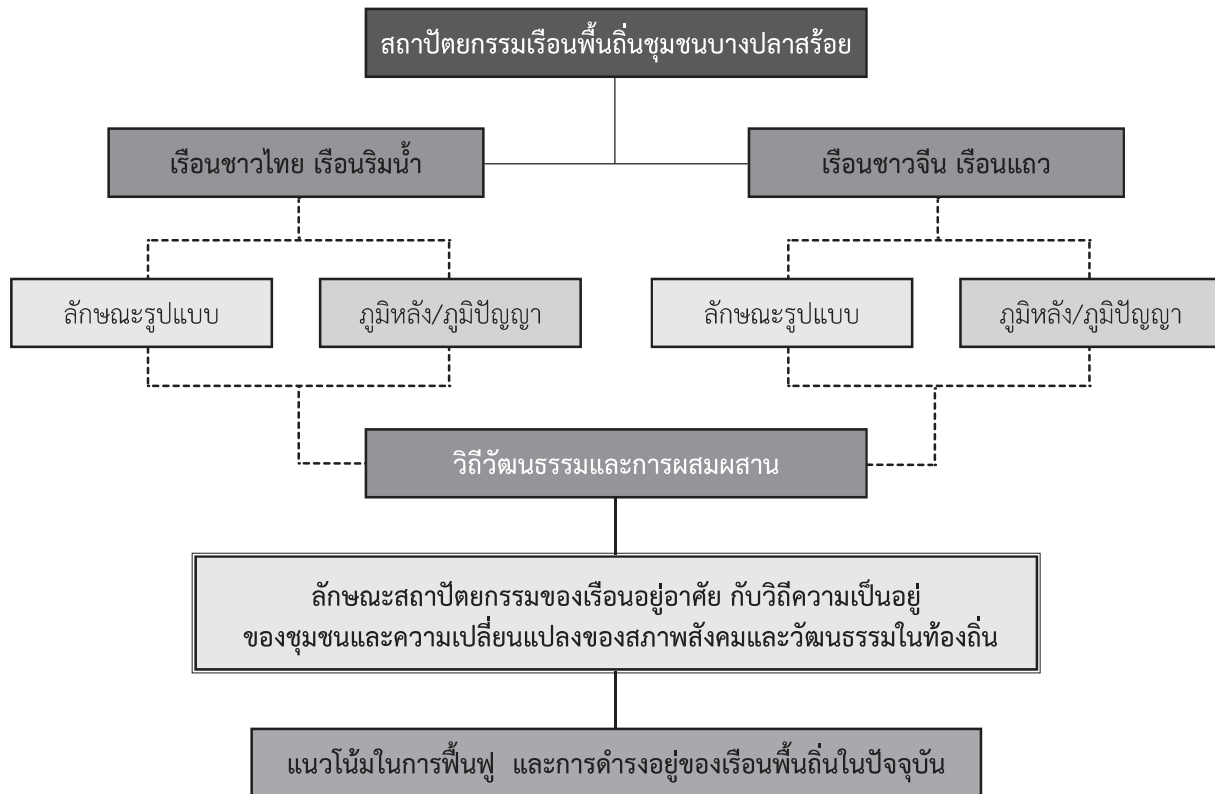 สถาปัตยกรรมเรือนพื้นถิ่นชุมชนบางปลาสร้อย
เรือนชาวไทย เรือนริมน้ำ
เรือนชาวจีน เรือนแถว
ลักษณะรูปแบบ
ภูมิหลัง/ภูมิปัญญา
ลักษณะรูปแบบ
ภูมิหลัง/ภูมิปัญญา
วิถีวัฒนธรรมและการผสมผสาน
ลักษณะสถาปัตยกรรมของเรือนอยู่อาศัย กับวิถีความเป็นอยู่
ของชุมชนและความเปลี่ยนแปลงของสภาพสังคมและวัฒนธรรมในท้องถิ่น
แนวโน้มในการฟื้นฟู และการดำรงอยู่ของเรือนพื้นถิ่นในปัจจุบัน